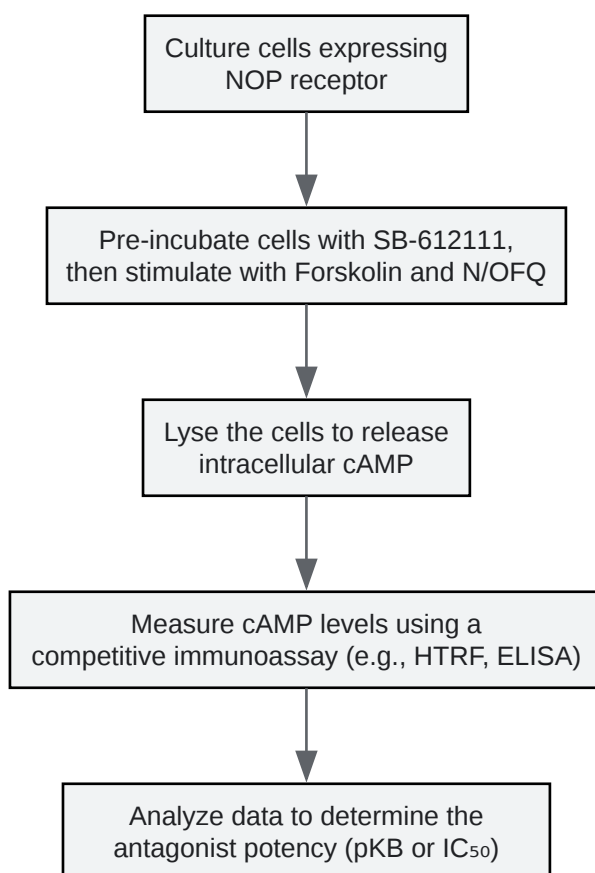 Culture cells expressing
NOP receptor
Pre-incubate cells with SB-612111,
then stimulate with Forskolin and N/OFQ
Lyse the cells to release
intracellular cAMP
Measure cAMP levels using a
competitive immunoassay (e.g., HTRF, ELISA)
Analyze data to determine the
antagonist potency (pKB or IC₅₀)